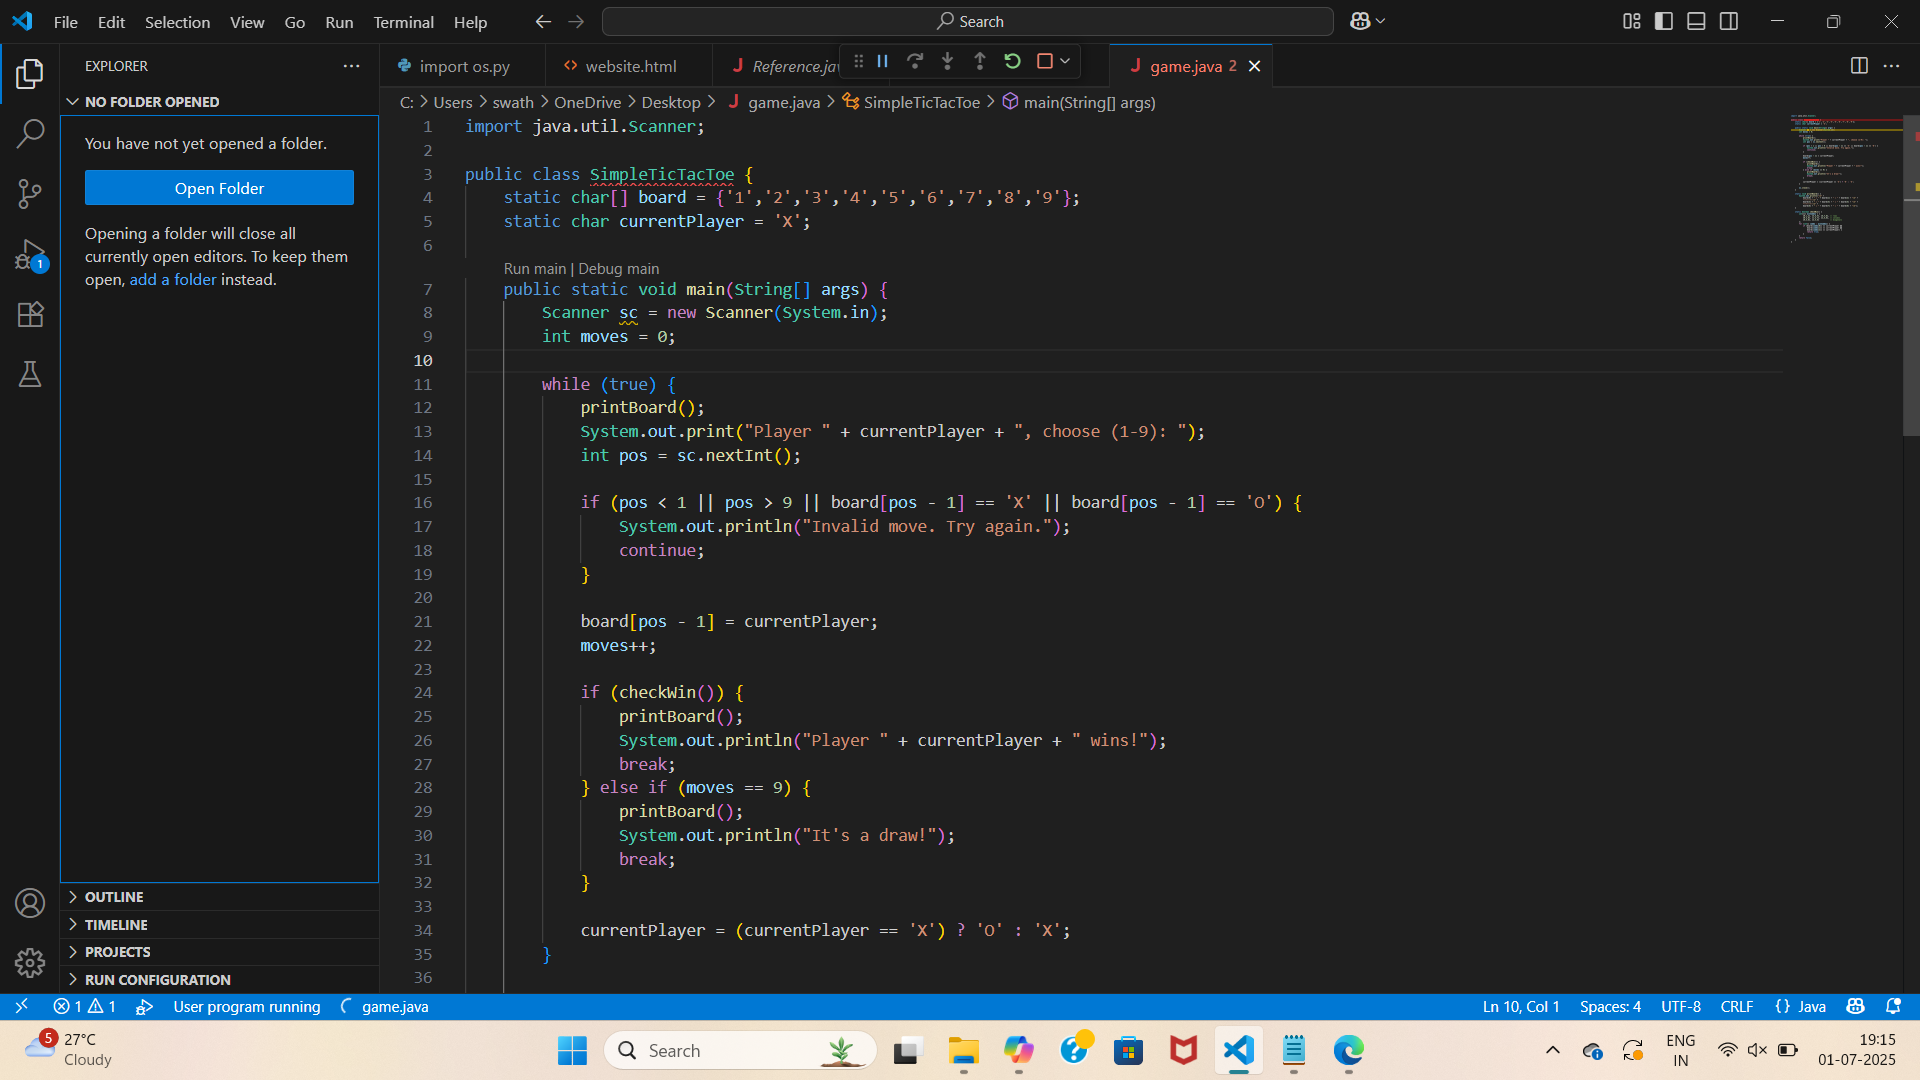 File Edit Selection View Go Run Terminal Help
Search
EXPLORER
import os.py
website.html
Reference.jav
game.java 2
NO FOLDER OPENED
C: > Users > swath > OneDrive > Desktop > game.java > SimpleTicTacToe > main(String[] args)
You have not yet opened a folder.
Open Folder
Opening a folder will close all
currently open editors. To keep them
open, add a folder instead.
1
1 import java.util.Scanner;
2
3 public class SimpleTicTacToe {
4 static char[] board = {'1','2','3','4','5','6','7','8','9'};
5 static char currentPlayer = 'X';
6
Run main | Debug main
7 public static void main(String[] args) {
8 Scanner sc = new Scanner(System.in);
9 int moves = 0;
10
11 while (true) {
12 printBoard();
13 System.out.print("Player " + currentPlayer + ", choose (1-9): ");
14 int pos = sc.nextInt();
15
16 if (pos < 1 || pos > 9 || board[pos - 1] == 'X' || board[pos - 1] == 'O') {
17 System.out.println("Invalid move. Try again.");
18 continue;
19 }
20
21 board[pos - 1] = currentPlayer;
22 moves++;
23
24 if (checkWin()) {
25 printBoard();
26 System.out.println("Player " + currentPlayer + " wins!");
27 break;
28 } else if (moves == 9) {
29 printBoard();
30 System.out.println("It's a draw!");
31 break;
32 }
33
34 currentPlayer = (currentPlayer == 'X') ? 'O' : 'X';
35 }
36
OUTLINE
TIMELINE
PROJECTS
RUN CONFIGURATION
1 1 User program running game.java
Ln 10, Col 1 Spaces: 4 UTF-8 CRLF {} Java
5
27°C
Cloudy
Search
ENG
IN
19:15
01-07-2025